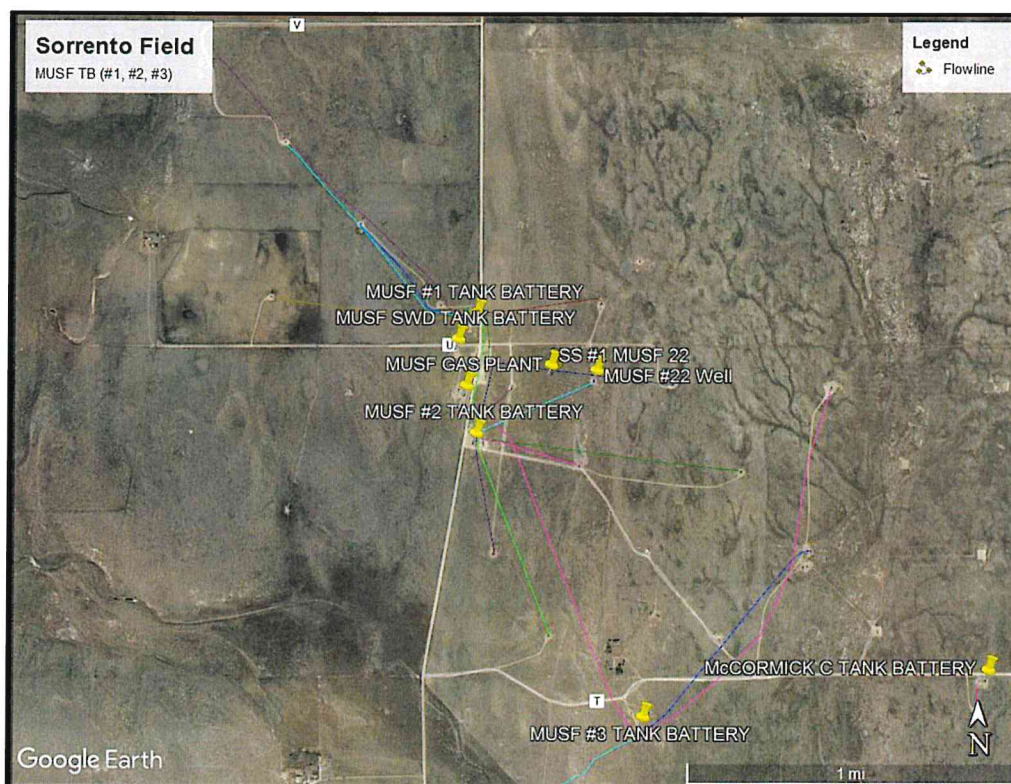 V
Sorrento Field
MUSF TB (#1, #2, #3)
Legend
Flowline
MUSF #1 TANK BATTERY
MUSF SWD TANK BATTERY
U
MUSF GAS PLANT
SS #1 MUSF 22
MUSF #22 Well
MUSF #2 TANK BATTERY
McCORMICK C TANK BATTERY
T
MUSF #3 TANK BATTERY
N
Google Earth
1 mi